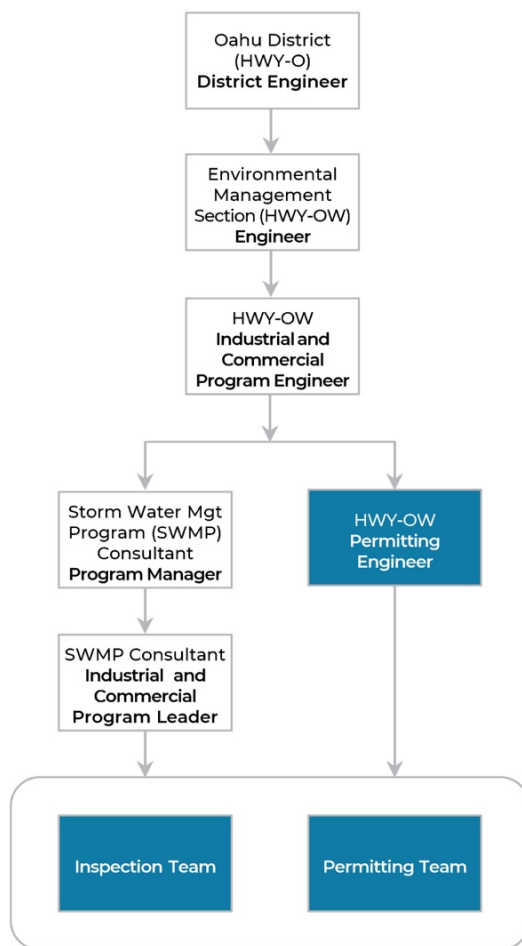 Oahu District
(HWY-O)
District Engineer
Environmental
Management
Section (HWY-OW)
Engineer
HWY-OW
Industrial and
Commercial
Program Engineer
Storm Water Mgt
Program (SWMP)
Consultant
Program Manager
HWY-OW
Permitting
Engineer
SWMP Consultant
Industrial and
Commercial
Program Leader
Inspection Team
Permitting Team